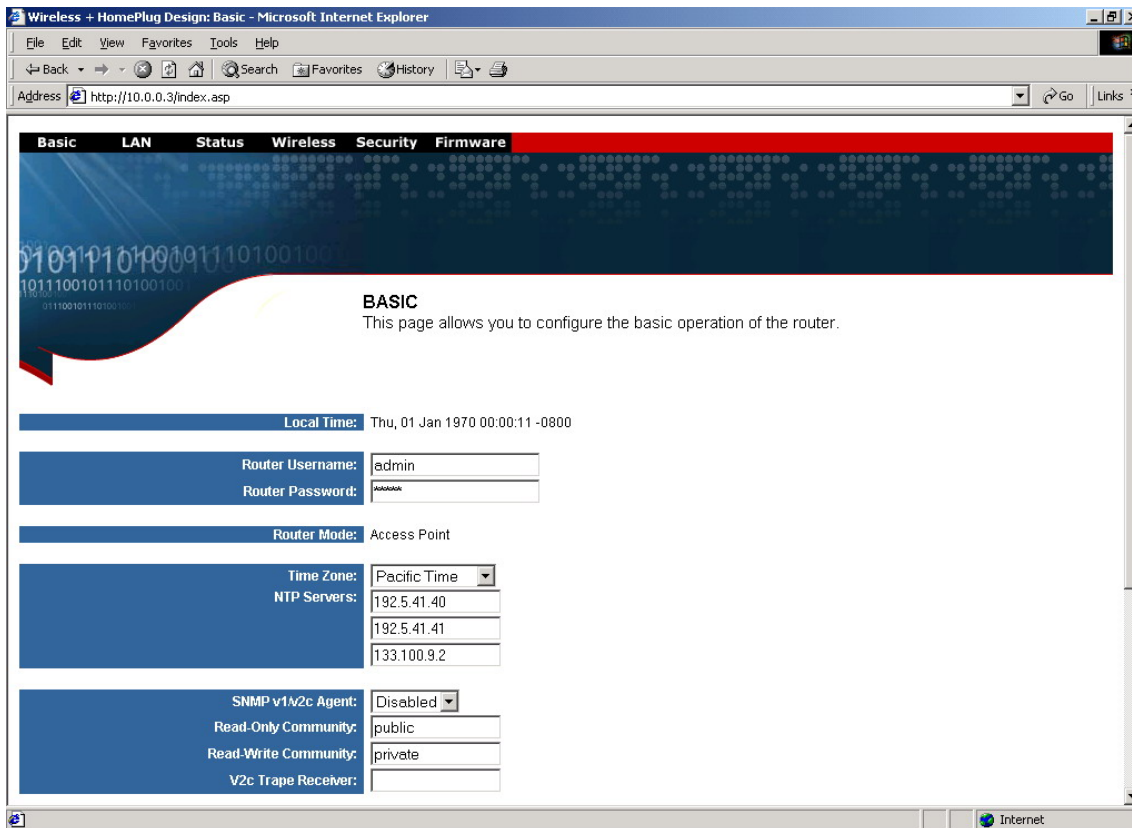 Wireless + HomePlug Design: Basic - Microsoft Internet Explorer
File Edit View Favorites Tools Help
Back Search Favorites History
Address http://10.0.0.3/index.asp Go Links
Basic LAN Status Wireless Security Firmware
010010111001011101001001
1011100101110100100
011100101110100
BASIC
This page allows you to configure the basic operation of the router.
Local Time: Thu, 01 Jan 1970 00:00:11 -0800
Router Username: admin
Router Password: ******
Router Mode: Access Point
Time Zone: Pacific Time
NTP Servers: 192.5.41.40
192.5.41.41
133.100.9.2
SNMP v1/v2c Agent: Disabled
Read-Only Community: public
Read-Write Community: private
V2c Trape Receiver:
Internet